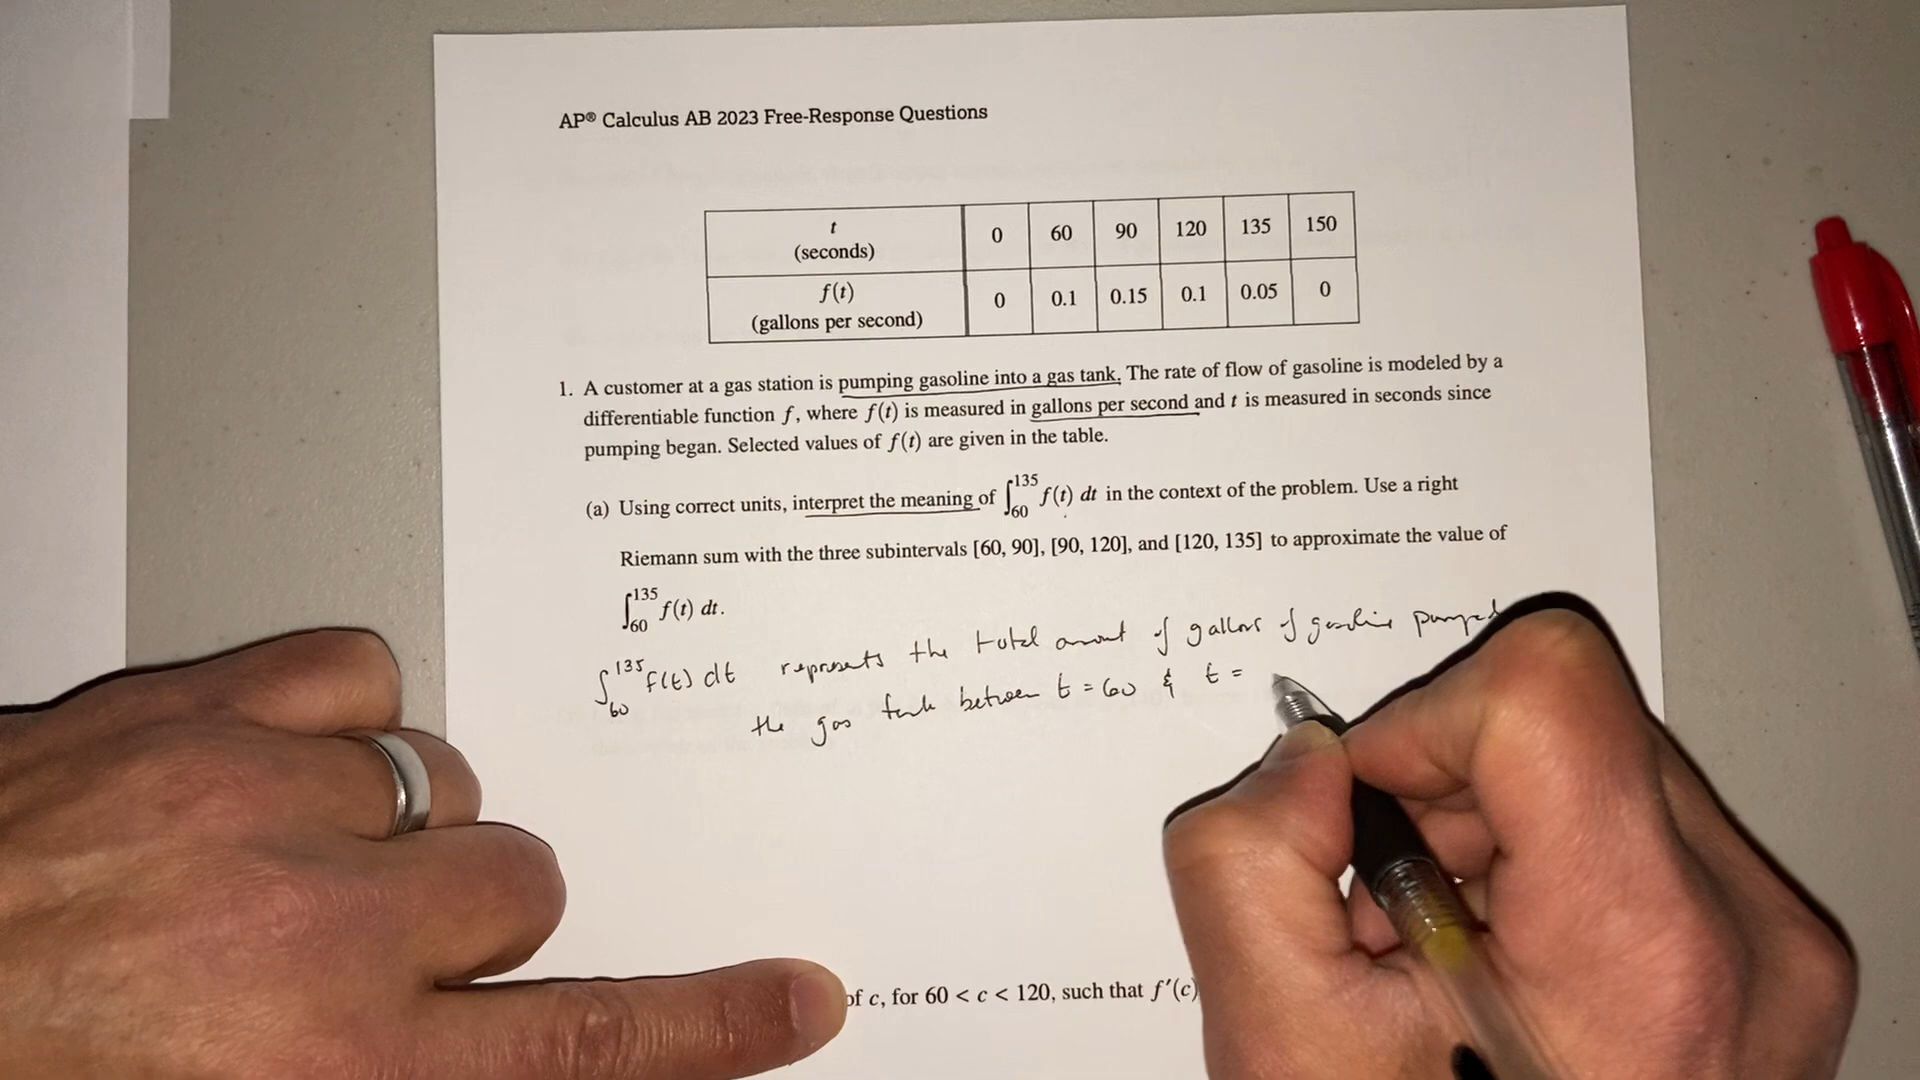 AP® Calculus AB 2023 Free-Response Questions
t (seconds) 0 60 90 120 135 150
f(t) (gallons per second) 0 0.1 0.15 0.1 0.05 0
1. A customer at a gas station is pumping gasoline into a gas tank. The rate of flow of gasoline is modeled by a
differentiable function f, where f(t) is measured in gallons per second and t is measured in seconds since
pumping began. Selected values of f(t) are given in the table.
(a) Using correct units, interpret the meaning of ∫₆₀¹³⁵ f(t) dt in the context of the problem. Use a right
Riemann sum with the three subintervals [60, 90], [90, 120], and [120, 135] to approximate the value of
∫₆₀¹³⁵ f(t) dt.
∫₆₀¹³⁵ f(t) dt represents the total amount of gallons of gasoline pumped
the gas tank between t = 60 & t =
of c, for 60 < c < 120, such that f′(c)